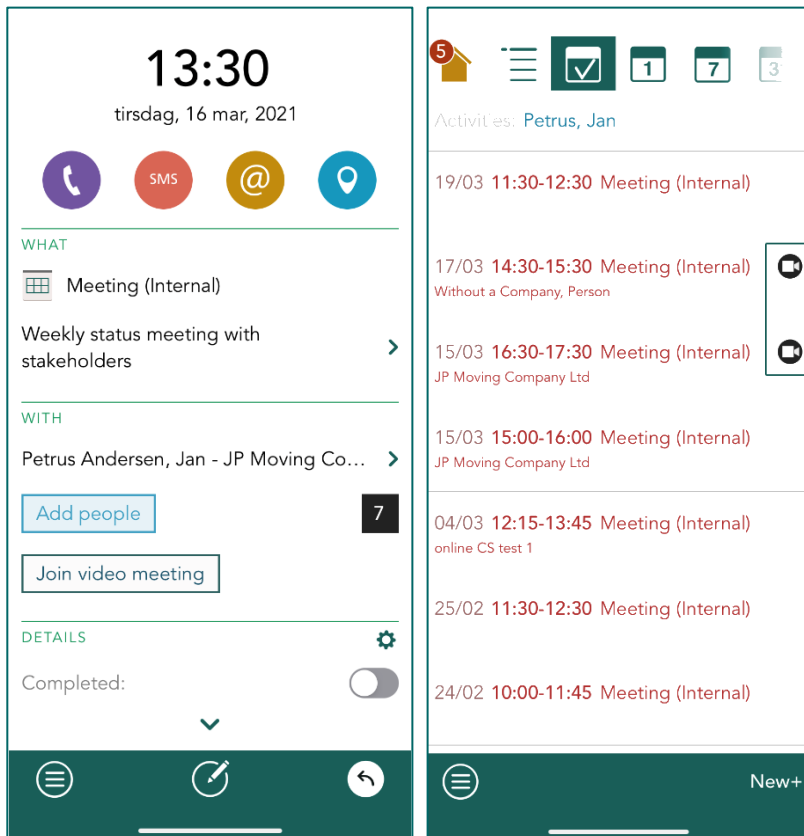 13:30
tirsdag, 16 mar, 2021
SMS
@
WHAT
Meeting (Internal)
Weekly status meeting with
stakeholders
WITH
Petrus Andersen, Jan - JP Moving Co...
Add people
7
Join video meeting
DETAILS
Completed:
5
1
7
3
Activities: Petrus, Jan
19/03 11:30-12:30 Meeting (Internal)
17/03 14:30-15:30 Meeting (Internal)
Without a Company, Person
15/03 16:30-17:30 Meeting (Internal)
JP Moving Company Ltd
15/03 15:00-16:00 Meeting (Internal)
JP Moving Company Ltd
04/03 12:15-13:45 Meeting (Internal)
online CS test 1
25/02 11:30-12:30 Meeting (Internal)
24/02 10:00-11:45 Meeting (Internal)
New+